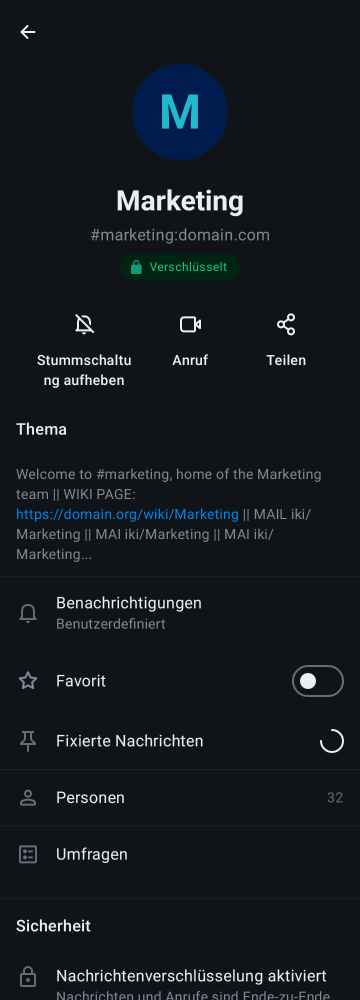 M
Marketing
#marketing:domain.com
Verschlüsselt
Stummschaltu
ng aufheben
Anruf
Teilen
Thema
Welcome to #marketing, home of the Marketing
team || WIKI PAGE:
https://domain.org/wiki/Marketing || MAIL iki/
Marketing || MAI iki/Marketing || MAI iki/
Marketing...
Benachrichtigungen
Benutzerdefiniert
Favorit
Fixierte Nachrichten
Personen
32
Umfragen
Sicherheit
Nachrichtenverschlüsselung aktiviert
Nachrichten und Anrufe sind Ende-zu-Ende